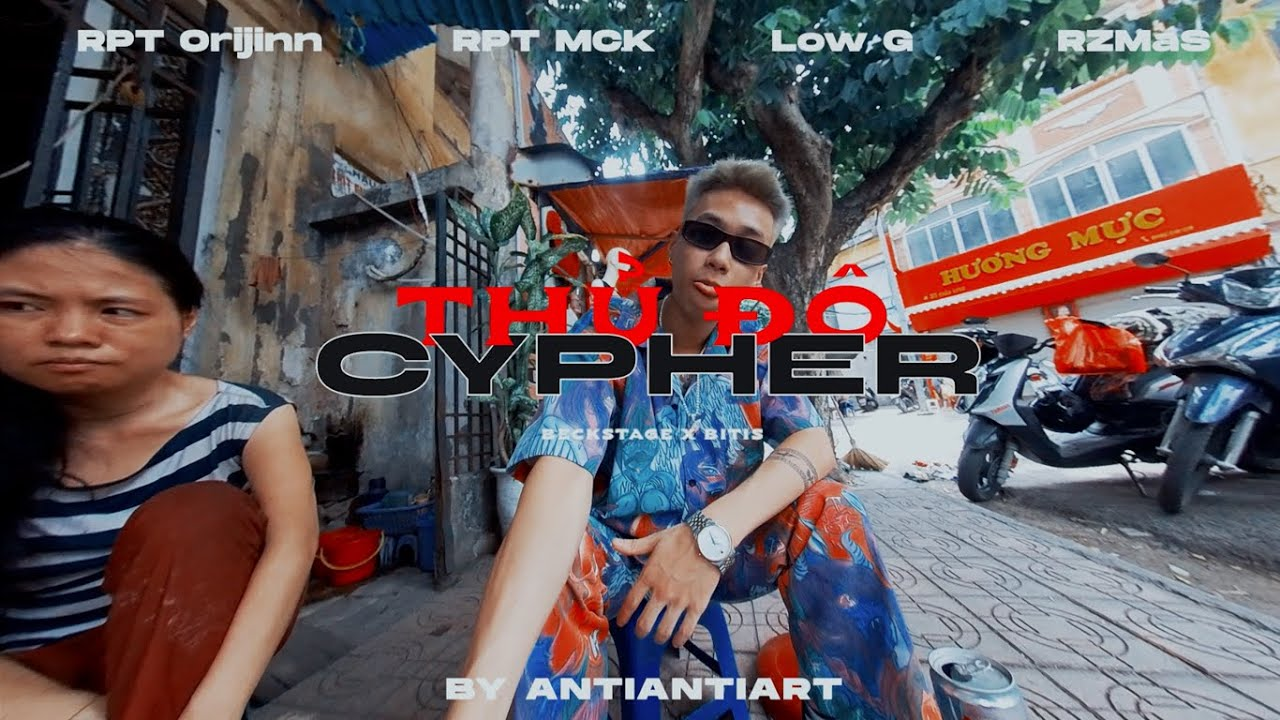 RPT Orijinn RPT MCK Low G RZMaS
HƯƠNG MỰC
THỦ ĐÔ
CYPHER
BECKSTAGE X BITIS
BY ANTIANTIART